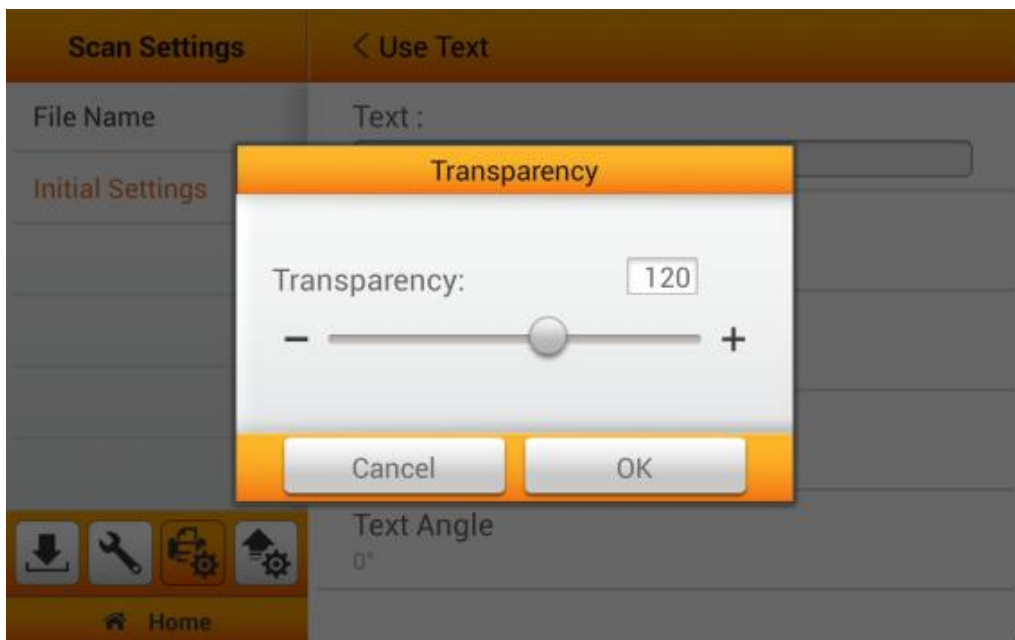 Scan Settings
< Use Text
File Name
Text :
Initial Settings
Transparency
Transparency:
120
− +
Cancel
OK
Text Angle
0°
Home